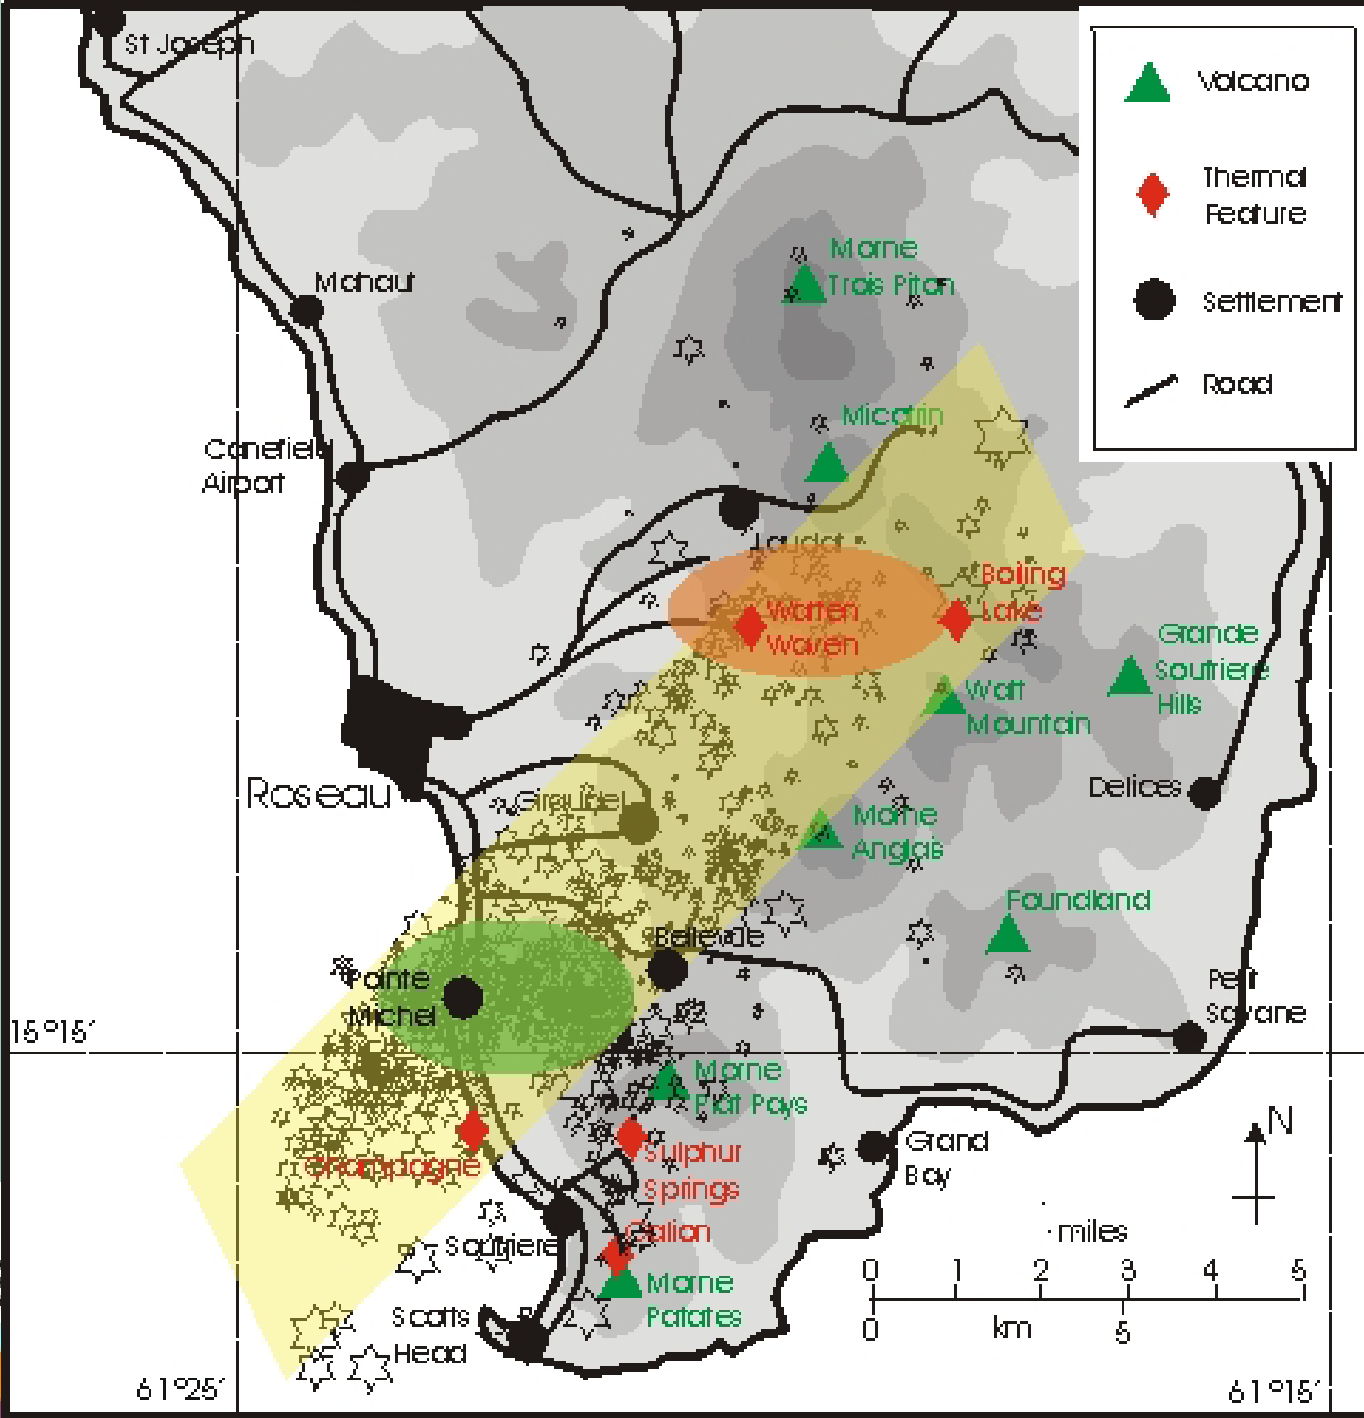 St Joseph
Volcano
Thermal
Feature
Mahaut
Morne
Trois Piton
Settlement
Road
Micotrin
Canefield
Airport
Laudat
Boiling
Lake
Warten
Waven
Grande
Soufriere
Hills
Watt
Mountain
Roseau
Giraudel
Delices
Morne
Anglais
Foundland
Bellevue
Pointe
Michel
Petit
Savane
15°15'
Morne
Plat Pays
Champagne
Sulphur
Springs
Grand
Bay
N
Galion
Soufriere
miles
Morne
Patates
0 1 2 3 4 5
0 km 5
Scotts
Head
61°25'
61°15'